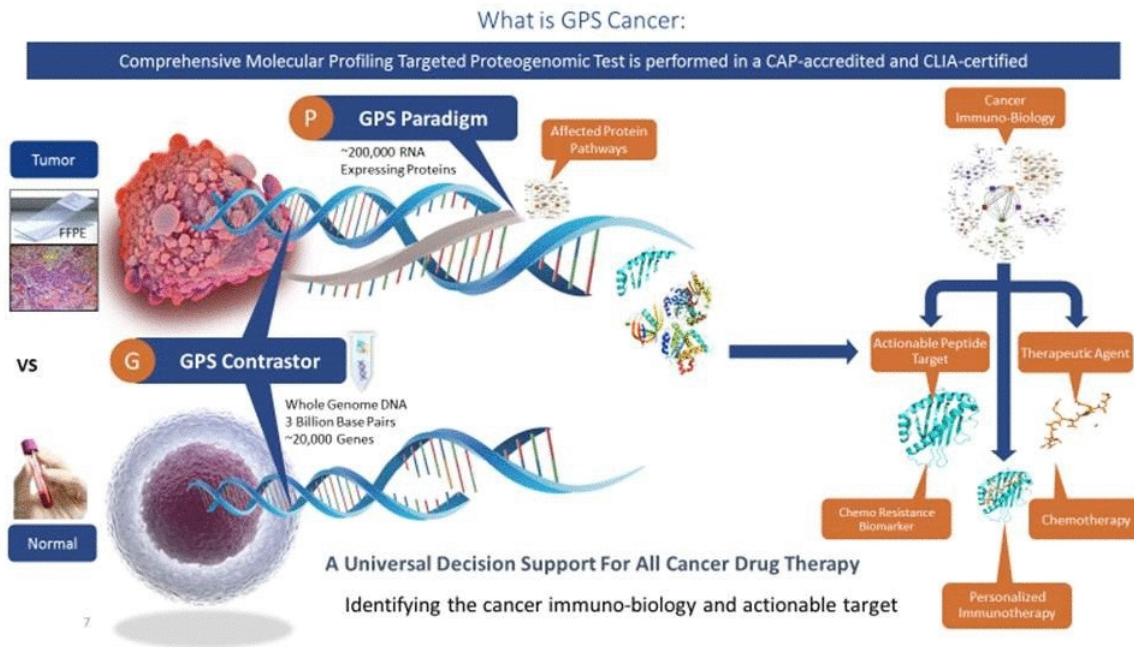 What is GPS Cancer:
Comprehensive Molecular Profiling Targeted Proteogenomic Test is performed in a CAP-accredited and CLIA-certified
Tumor
FFPE
P
GPS Paradigm
~200,000 RNA
Expressing Proteins
Affected Protein
Pathways
Cancer
Immuno-Biology
vs
G
GPS Contrastor
Whole Genome DNA
3 Billion Base Pairs
~20,000 Genes
Normal
Actionable Peptide
Target
Therapeutic Agent
Chemo Resistance
Biomarker
Chemotherapy
Personalized
Immunotherapy
A Universal Decision Support For All Cancer Drug Therapy
Identifying the cancer immuno-biology and actionable target
7